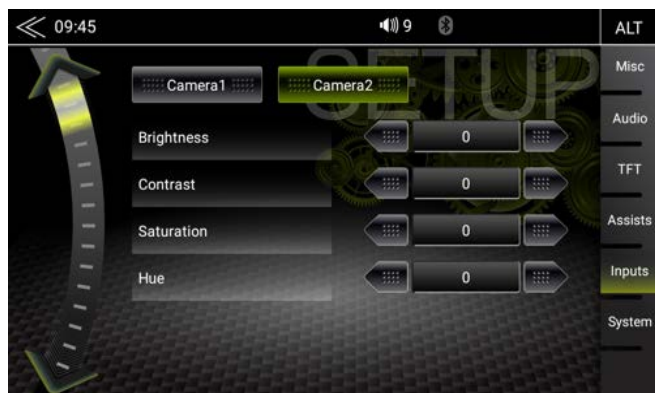 09:45
9
ALT
SETUP
Camera1
Camera2
Brightness
0
Contrast
0
Saturation
0
Hue
0
Misc
Audio
TFT
Assists
Inputs
System